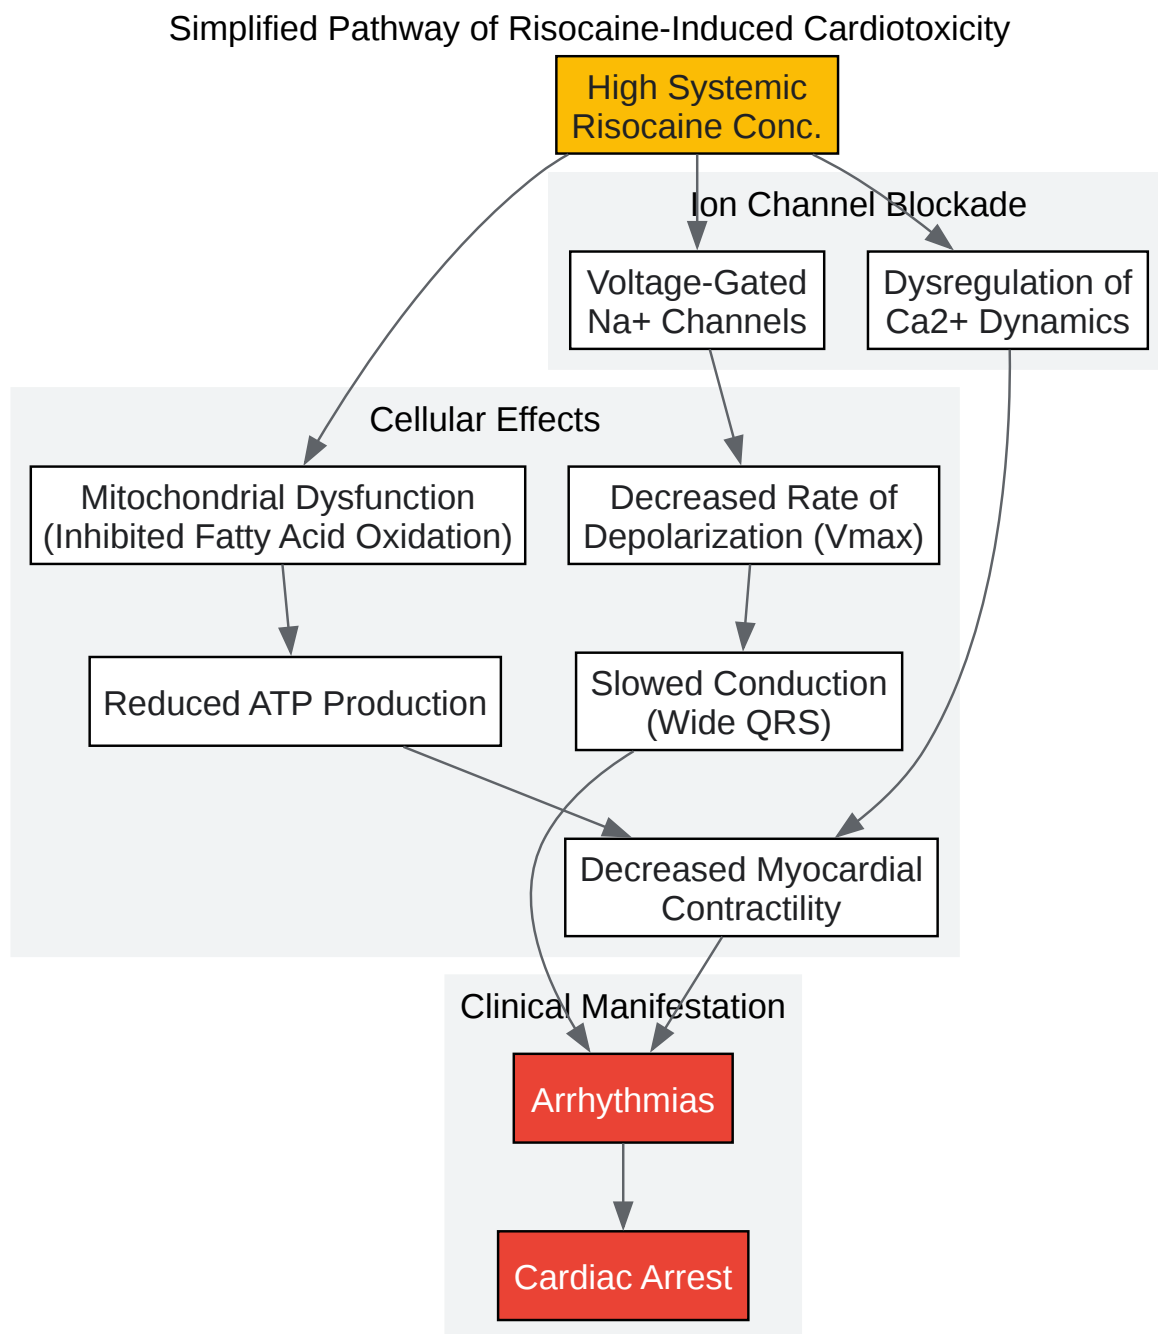 Simplified Pathway of Risocaine-Induced Cardiotoxicity
High Systemic
Risocaine Conc.
Ion Channel Blockade
Voltage-Gated
Na+ Channels
Dysregulation of
Ca2+ Dynamics
Cellular Effects
Mitochondrial Dysfunction
(Inhibited Fatty Acid Oxidation)
Decreased Rate of
Depolarization (Vmax)
Reduced ATP Production
Slowed Conduction
(Wide QRS)
Decreased Myocardial
Contractility
Clinical Manifestation
Arrhythmias
Cardiac Arrest